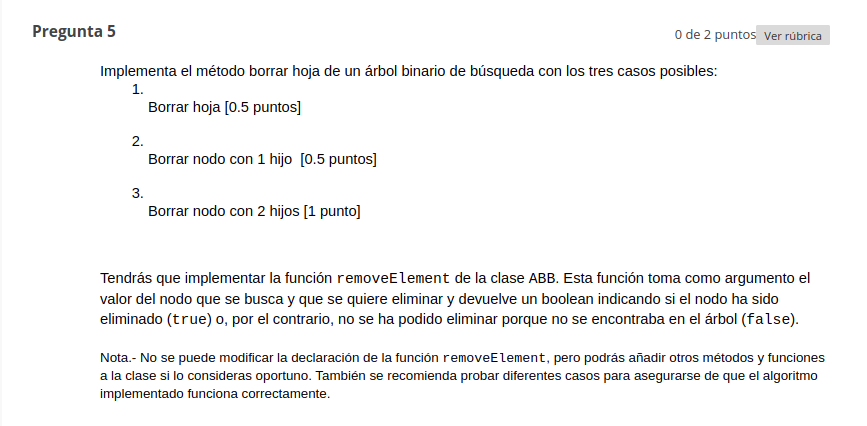 Pregunta 5
0 de 2 puntos Ver rúbrica
Implementa el método borrar hoja de un árbol binario de búsqueda con los tres casos posibles:
1.
Borrar hoja [0.5 puntos]
2.
Borrar nodo con 1 hijo  [0.5 puntos]
3.
Borrar nodo con 2 hijos [1 punto]
Tendrás que implementar la función removeElement de la clase ABB. Esta función toma como argumento el
valor del nodo que se busca y que se quiere eliminar y devuelve un boolean indicando si el nodo ha sido
eliminado (true) o, por el contrario, no se ha podido eliminar porque no se encontraba en el árbol (false).
Nota.- No se puede modificar la declaración de la función removeElement, pero podrás añadir otros métodos y funciones
a la clase si lo consideras oportuno. También se recomienda probar diferentes casos para asegurarse de que el algoritmo
implementado funciona correctamente.